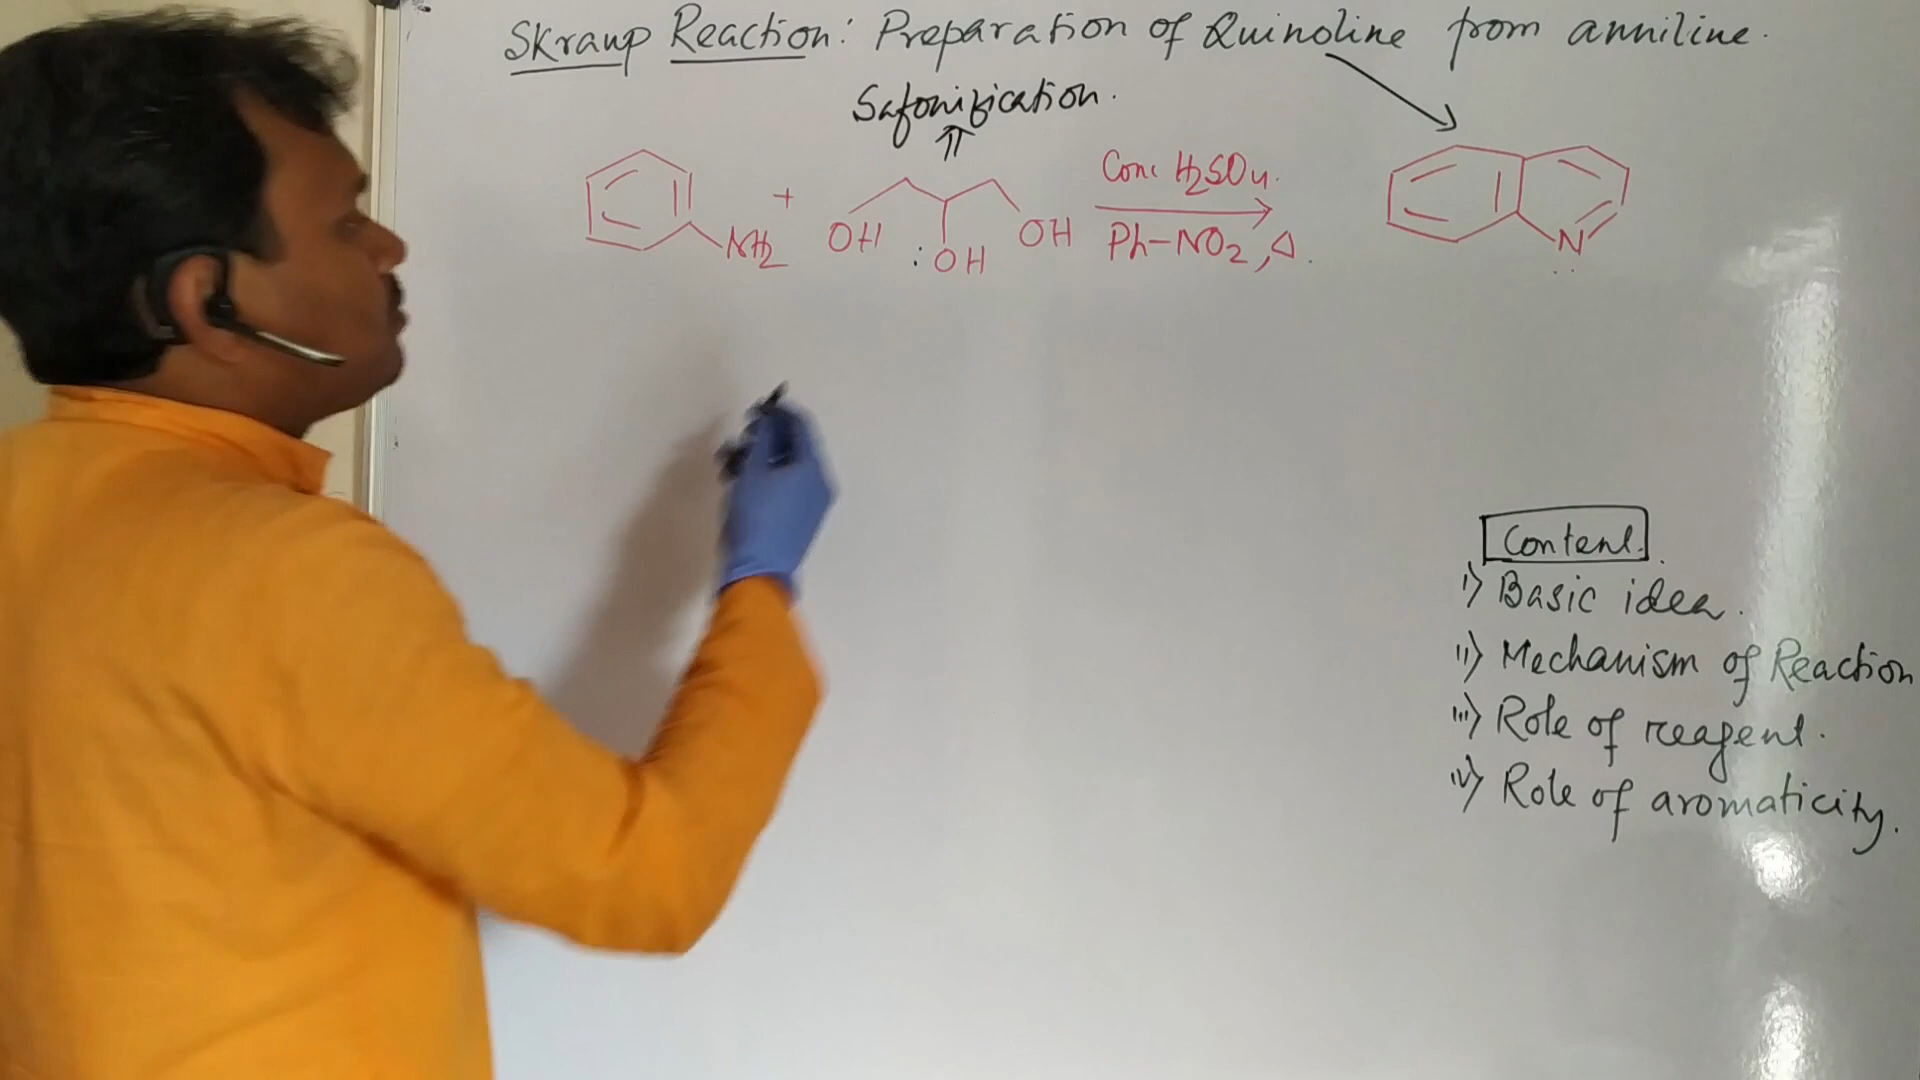 Skraup Reaction: Preparation of Quinoline from anniline.
Safonification.
NH2 + OH :OH OH
Conc H2SO4.
Ph-NO2, Δ.
N
Content.
i) Basic idea.
ii) Mechanism of Reaction
iii) Role of reagent.
iv) Role of aromaticity.